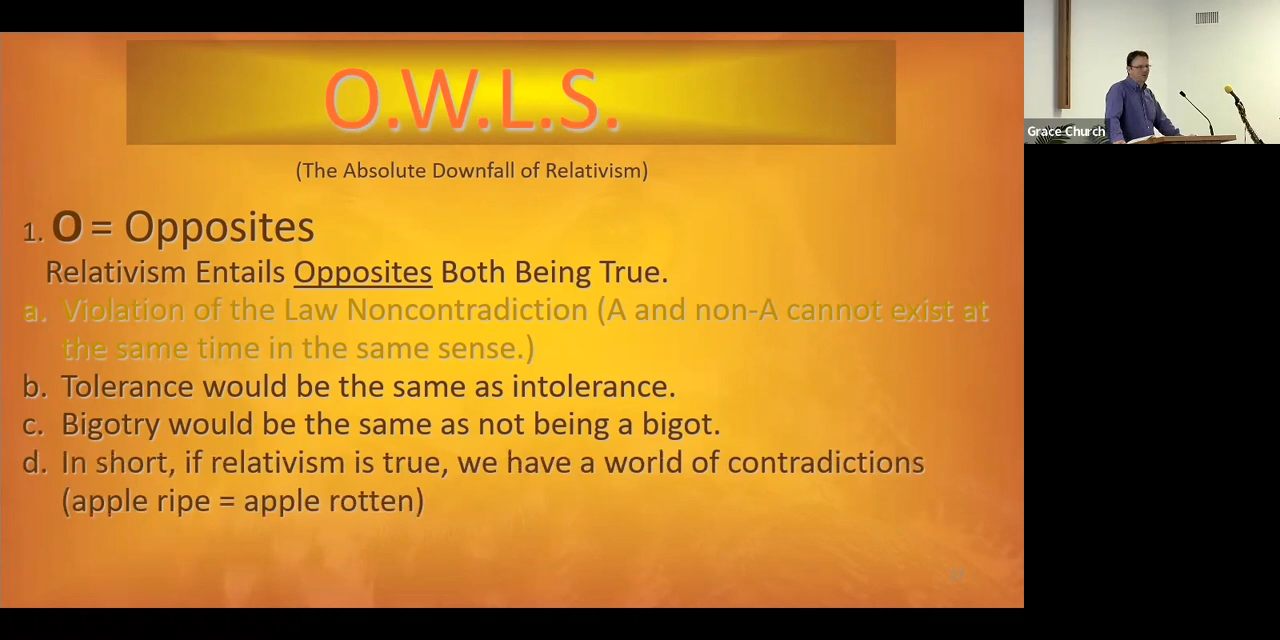 O.W.L.S.
(The Absolute Downfall of Relativism)
1. O = Opposites
Relativism Entails Opposites Both Being True.
a. Violation of the Law Noncontradiction (A and non-A cannot exist at
the same time in the same sense.)
b. Tolerance would be the same as intolerance.
c. Bigotry would be the same as not being a bigot.
d. In short, if relativism is true, we have a world of contradictions
(apple ripe = apple rotten)
Grace Church